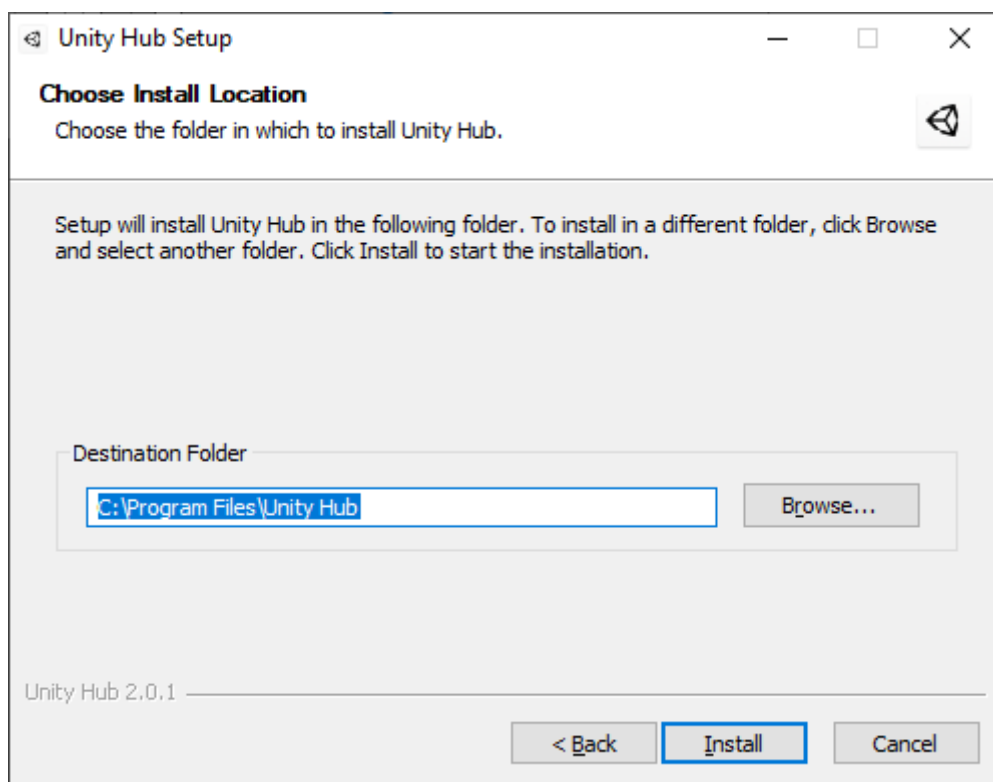 Unity Hub Setup
Choose Install Location
Choose the folder in which to install Unity Hub.
Setup will install Unity Hub in the following folder. To install in a different folder, click Browse
and select another folder. Click Install to start the installation.
Destination Folder
C:\Program Files\Unity Hub
Browse...
Unity Hub 2.0.1
< Back
Install
Cancel